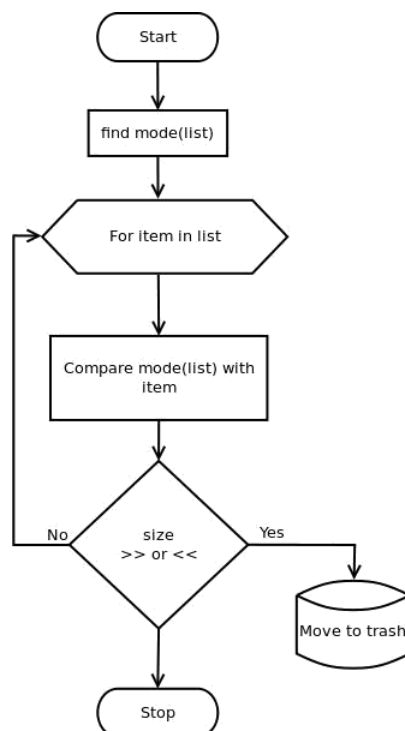 Start
find mode(list)
For item in list
Compare mode(list) with
item
No
size
>> or <<
Yes
Move to trash
Stop